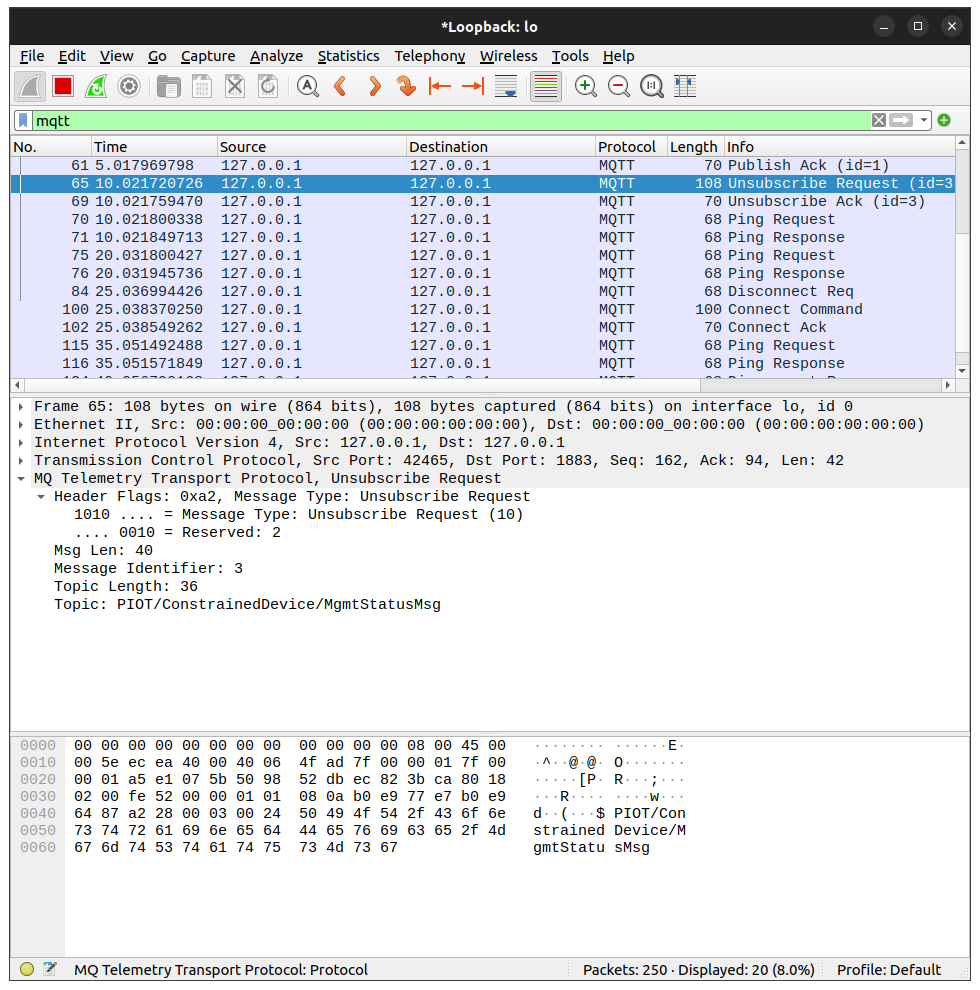 *Loopback: lo
File Edit View Go Capture Analyze Statistics Telephony Wireless Tools Help
mqtt
No. Time Source Destination Protocol Length Info
61 5.017969798 127.0.0.1 127.0.0.1 MQTT 70 Publish Ack (id=1)
65 10.021720726 127.0.0.1 127.0.0.1 MQTT 108 Unsubscribe Request (id=3
69 10.021759470 127.0.0.1 127.0.0.1 MQTT 70 Unsubscribe Ack (id=3)
70 10.021800338 127.0.0.1 127.0.0.1 MQTT 68 Ping Request
71 10.021849713 127.0.0.1 127.0.0.1 MQTT 68 Ping Response
75 20.031800427 127.0.0.1 127.0.0.1 MQTT 68 Ping Request
76 20.031945736 127.0.0.1 127.0.0.1 MQTT 68 Ping Response
84 25.036994426 127.0.0.1 127.0.0.1 MQTT 68 Disconnect Req
100 25.038370250 127.0.0.1 127.0.0.1 MQTT 100 Connect Command
102 25.038549262 127.0.0.1 127.0.0.1 MQTT 70 Connect Ack
115 35.051492488 127.0.0.1 127.0.0.1 MQTT 68 Ping Request
116 35.051571849 127.0.0.1 127.0.0.1 MQTT 68 Ping Response
Frame 65: 108 bytes on wire (864 bits), 108 bytes captured (864 bits) on interface lo, id 0
Ethernet II, Src: 00:00:00_00:00:00 (00:00:00:00:00:00), Dst: 00:00:00_00:00:00 (00:00:00:00:00:00)
Internet Protocol Version 4, Src: 127.0.0.1, Dst: 127.0.0.1
Transmission Control Protocol, Src Port: 42465, Dst Port: 1883, Seq: 162, Ack: 94, Len: 42
MQ Telemetry Transport Protocol, Unsubscribe Request
Header Flags: 0xa2, Message Type: Unsubscribe Request
1010 .... = Message Type: Unsubscribe Request (10)
.... 0010 = Reserved: 2
Msg Len: 40
Message Identifier: 3
Topic Length: 36
Topic: PIOT/ConstrainedDevice/MgmtStatusMsg
0000 00 00 00 00 00 00 00 00 00 00 00 00 08 00 45 00 ········ ······E·
0010 00 5e ec ea 40 00 40 06 4f ad 7f 00 00 01 7f 00 ·^··@·@· O·······
0020 00 01 a5 e1 07 5b 50 98 52 db ec 82 3b ca 80 18 ·····[P· R···;···
0030 02 00 fe 52 00 00 01 01 08 0a b0 e9 77 e7 b0 e9 ···R···· ····w···
0040 64 87 a2 28 00 03 00 24 50 49 4f 54 2f 43 6f 6e d··(···$ PIOT/Con
0050 73 74 72 61 69 6e 65 64 44 65 76 69 63 65 2f 4d strained Device/M
0060 67 6d 74 53 74 61 74 75 73 4d 73 67 gmtStatu sMsg
MQ Telemetry Transport Protocol: Protocol Packets: 250 · Displayed: 20 (8.0%) Profile: Default